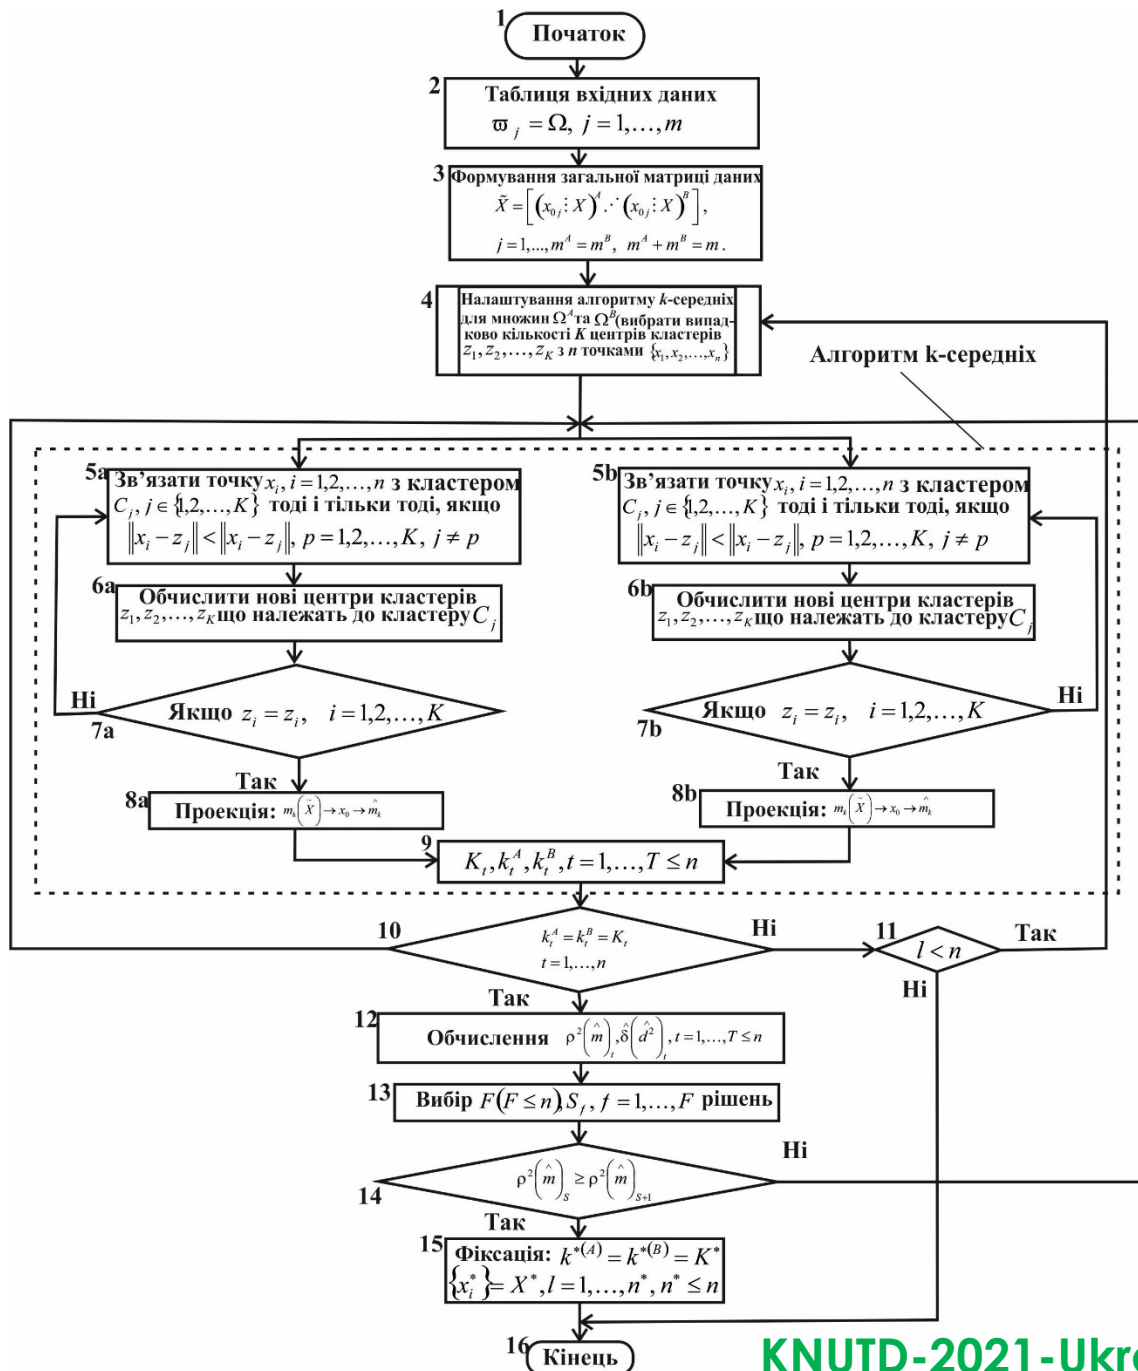 1
Початок
2
Таблиця вхідних даних
ϖ_j = Ω, j = 1,…,m
3
Формування загальної матриці даних
X̃ = [(x_{0j} ⋮ X)^A ⋰ (x_{0j} ⋮ X)^B],
j = 1,...,m^A = m^B, m^A + m^B = m.
4
Налаштування алгоритму k-середніх
для множин Ω^A та Ω^B (вибрати випад-
ково кількості K центрів кластерів
z_1, z_2,…, z_K з n точками {x_1, x_2,…, x_n}
Алгоритм k-середніх
5a
Зв’язати точку x_i, i = 1,2,…,n з кластером
C_j, j ∈ {1,2,…,K} тоді і тільки тоді, якщо
‖x_i − z_j‖ < ‖x_i − z_j‖, p = 1,2,…,K, j ≠ p
5b
Зв’язати точку x_i, i = 1,2,…,n з кластером
C_j, j ∈ {1,2,…,K} тоді і тільки тоді, якщо
‖x_i − z_j‖ < ‖x_i − z_j‖, p = 1,2,…,K, j ≠ p
6a
Обчислити нові центри кластерів
z_1, z_2,…, z_K що належать до кластеру C_j
6b
Обчислити нові центри кластерів
z_1, z_2,…, z_K що належать до кластеру C_j
Ні
7a
Якщо z_i = z_i, i = 1,2,…,K
Так
Ні
7b
Якщо z_i = z_i, i = 1,2,…,K
Так
8a
Проекція: m_k(X̃) → x_0 → m̂_k
8b
Проекція: m_k(X̃) → x_0 → m̂_k
9
K_t, k_t^A, k_t^B, t = 1,…,T ≤ n
10
k_t^A = k_t^B = K_t
t = 1,…,n
Ні
11
l < n
Так
Ні
Так
12
Обчислення ρ²(m̂)_t, δ̂(d̂²)_t, t = 1,…,T ≤ n
13
Вибір F(F ≤ n), S_f, f = 1,…,F рішень
14
ρ²(m̂)_S ≥ ρ²(m̂)_{S+1}
Ні
Так
15
Фіксація: k^{*(A)} = k^{*(B)} = K^*
{x_i^*} = X^*, l = 1,…,n^*, n^* ≤ n
16
Кінець
KNUTD-2021-Ukr